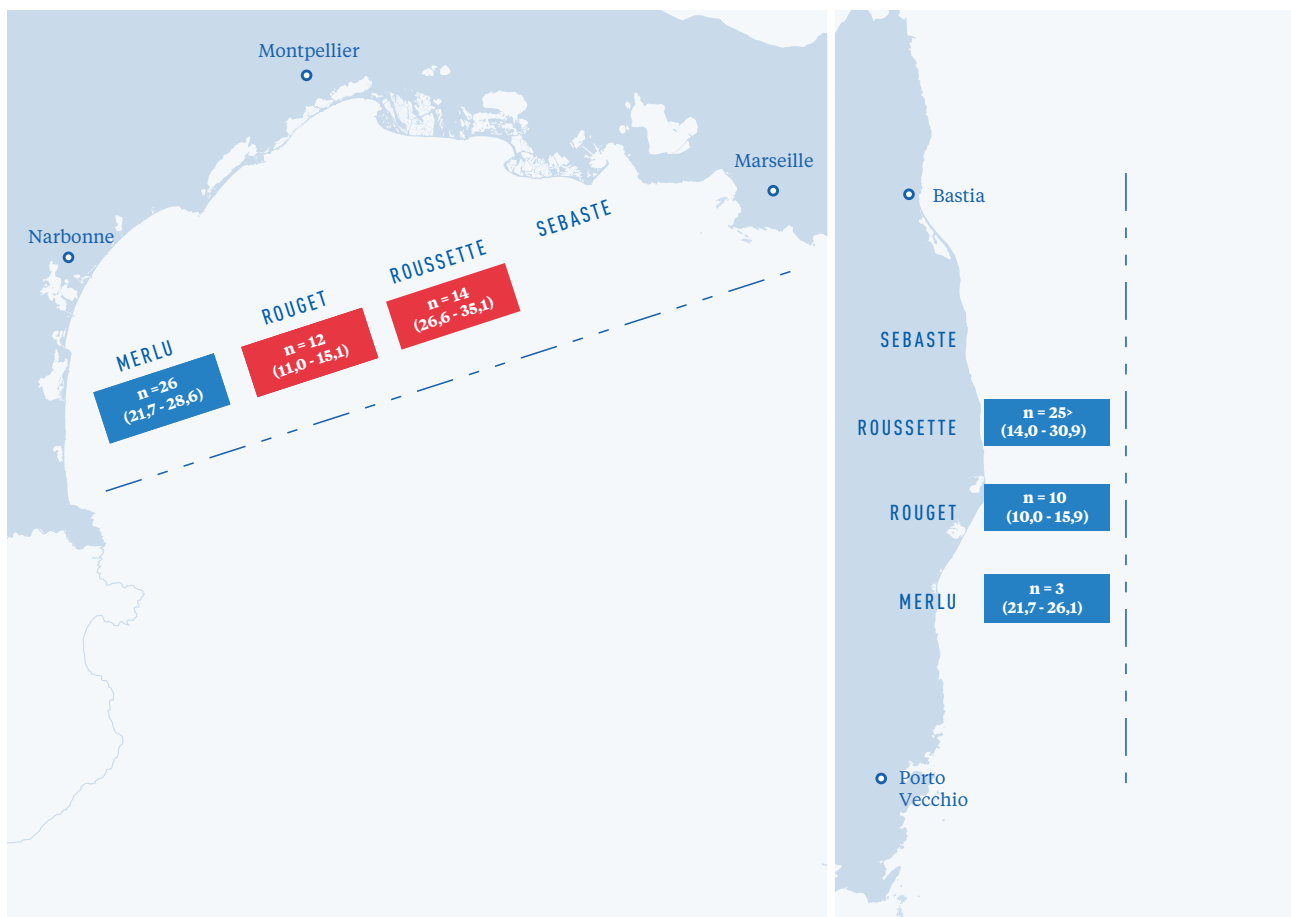 Montpellier
Marseille
Narbonne
SEBASTE
ROUSSETTE
n = 14
(26,6 - 35,1)
ROUGET
n = 12
(11,0 - 15,1)
MERLU
n =26
(21,7 - 28,6)
Bastia
SEBASTE
ROUSSETTE
n = 25>
(14,0 - 30,9)
ROUGET
n = 10
(10,0 - 15,9)
MERLU
n = 3
(21,7 - 26,1)
Porto
Vecchio